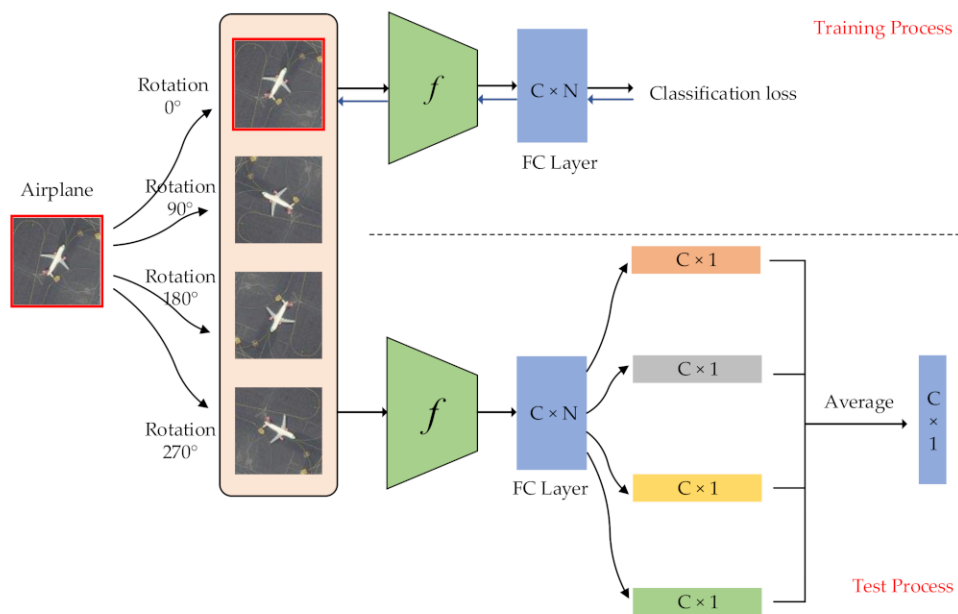 Training Process
Rotation
0°
f
C × N
Classification loss
FC Layer
Airplane
Rotation
90°
Rotation
180°
Rotation
270°
f
C × N
FC Layer
C × 1
C × 1
C × 1
C × 1
Average
C × 1
Test Process